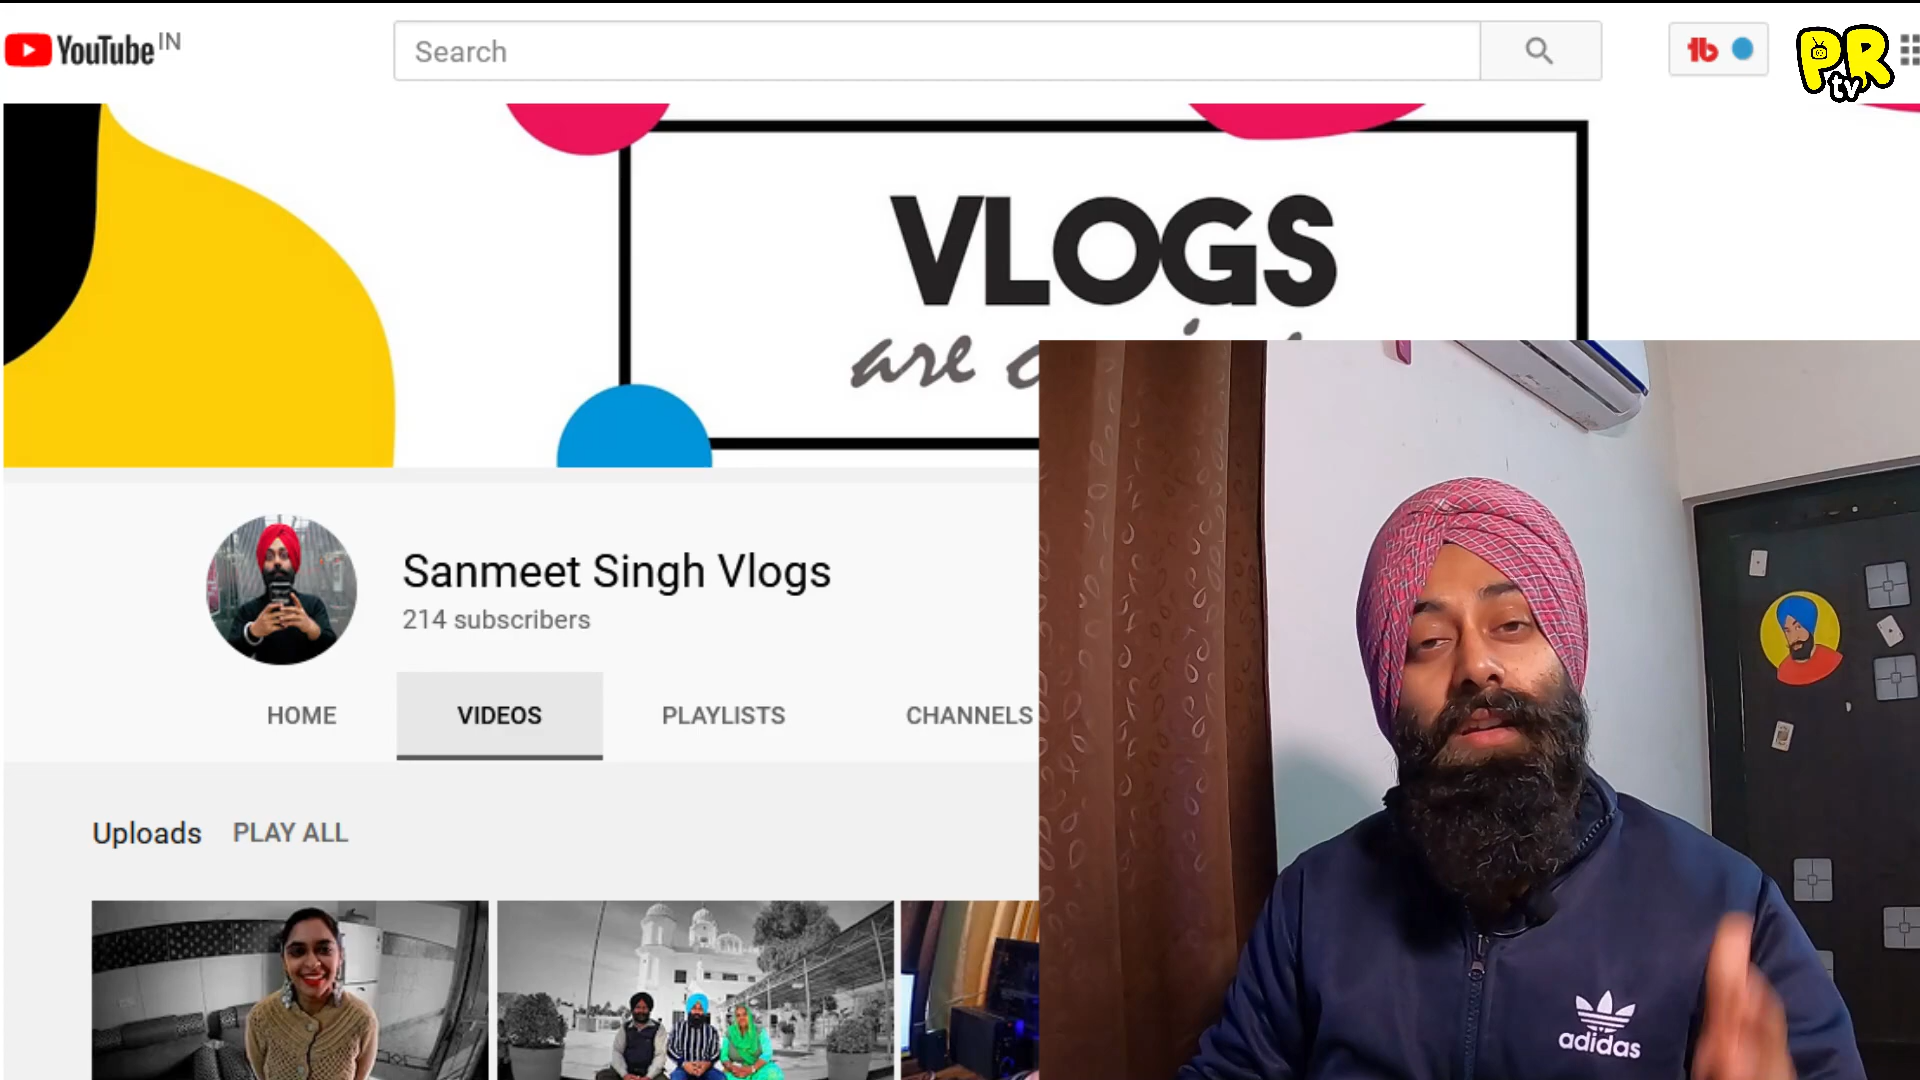 YouTube IN
Search
PR
tv
VLOGS
are
Sanmeet Singh Vlogs
214 subscribers
HOME
VIDEOS
PLAYLISTS
CHANNELS
Uploads
PLAY ALL
adidas